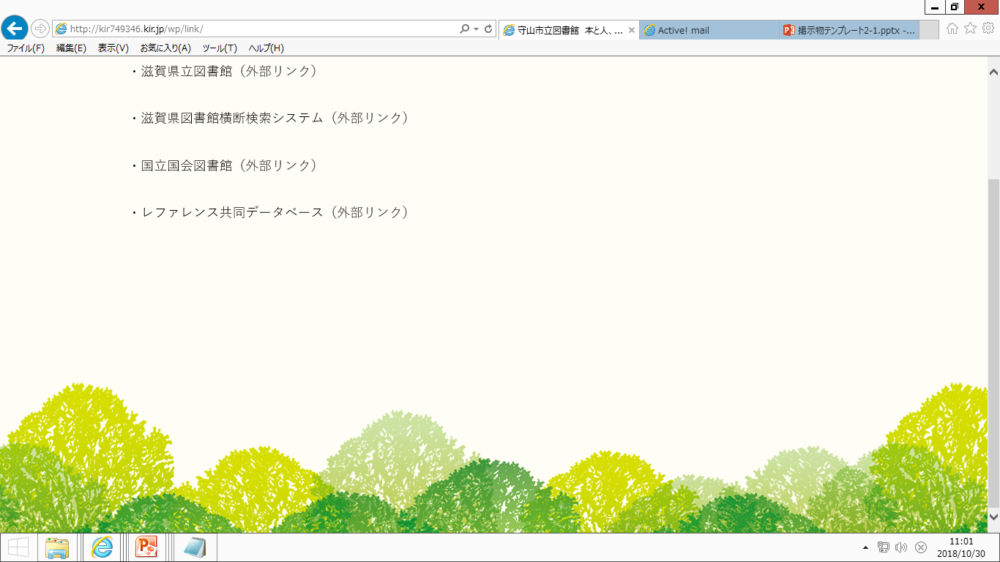 http://kir749346.kir.jp/wp/link/
守山市立図書館 本と人、...
Active! mail
掲示物テンプレート2-1.pptx -...
ファイル(F) 編集(E) 表示(V) お気に入り(A) ツール(T) ヘルプ(H)
・滋賀県立図書館（外部リンク）
・滋賀県図書館横断検索システム（外部リンク）
・国立国会図書館（外部リンク）
・レファレンス共同データベース（外部リンク）
11:01
2018/10/30